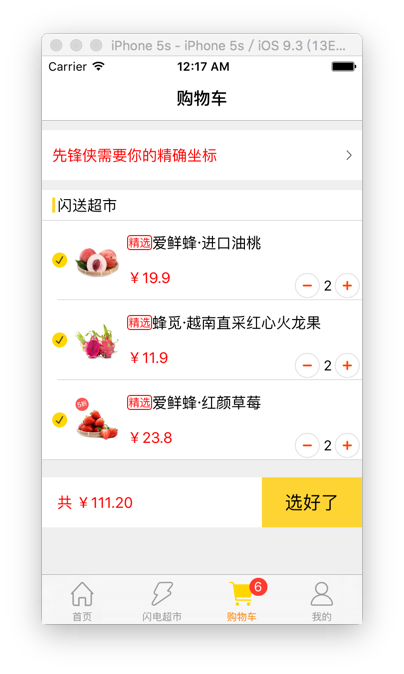 iPhone 5s - iPhone 5s / iOS 9.3 (13E...
Carrier 12:17 AM
购物车
先锋侠需要你的精确坐标
闪送超市
精选 爱鲜蜂·进口油桃
￥19.9
2
精选 蜂觅·越南直采红心火龙果
￥11.9
2
5折
精选 爱鲜蜂·红颜草莓
￥23.8
2
共 ￥111.20 选好了
6
首页 闪电超市 购物车 我的